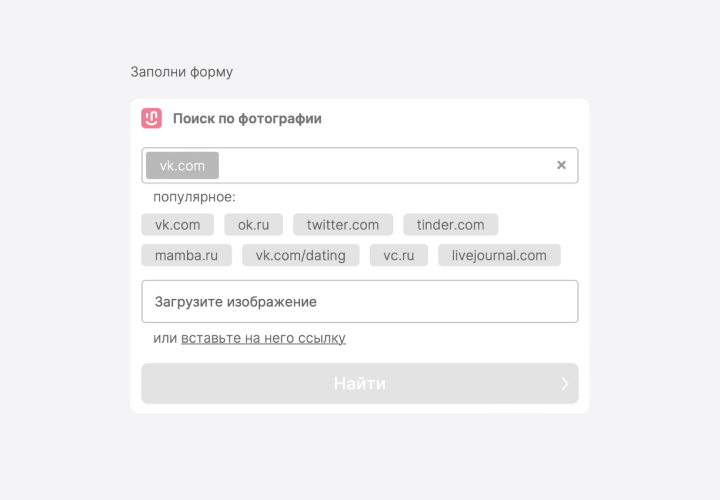 Заполни форму
Поиск по фотографии
vk.com ×
популярное:
vk.com ok.ru twitter.com tinder.com
mamba.ru vk.com/dating vc.ru livejournal.com
Загрузите изображение
или вставьте на него ссылку
Найти